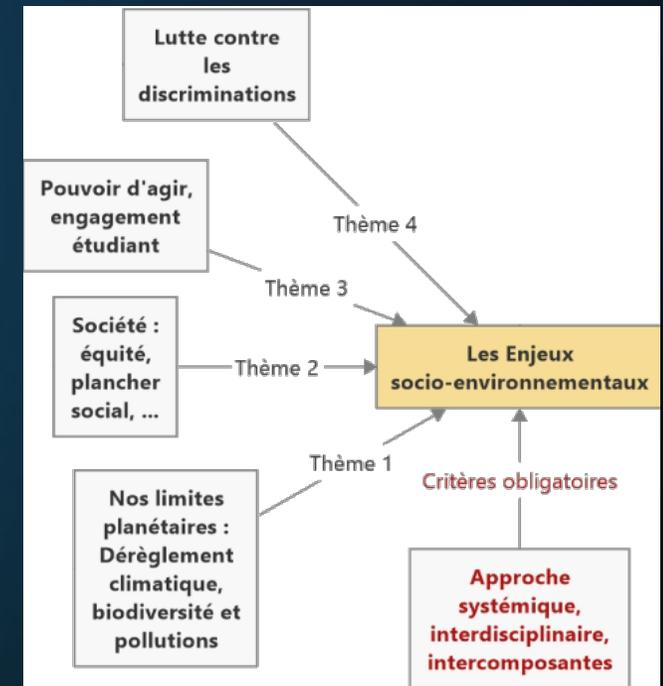 Lutte contre
les
discriminations
Thème 4
Pouvoir d'agir,
engagement
étudiant
Thème 3
Société :
équité,
plancher
social, ...
Thème 2
Les Enjeux
socio-environnementaux
Thème 1
Nos limites
planétaires :
Dérèglement
climatique,
biodiversité et
pollutions
Critères obligatoires
Approche
systémique,
interdisciplinaire,
intercomposantes